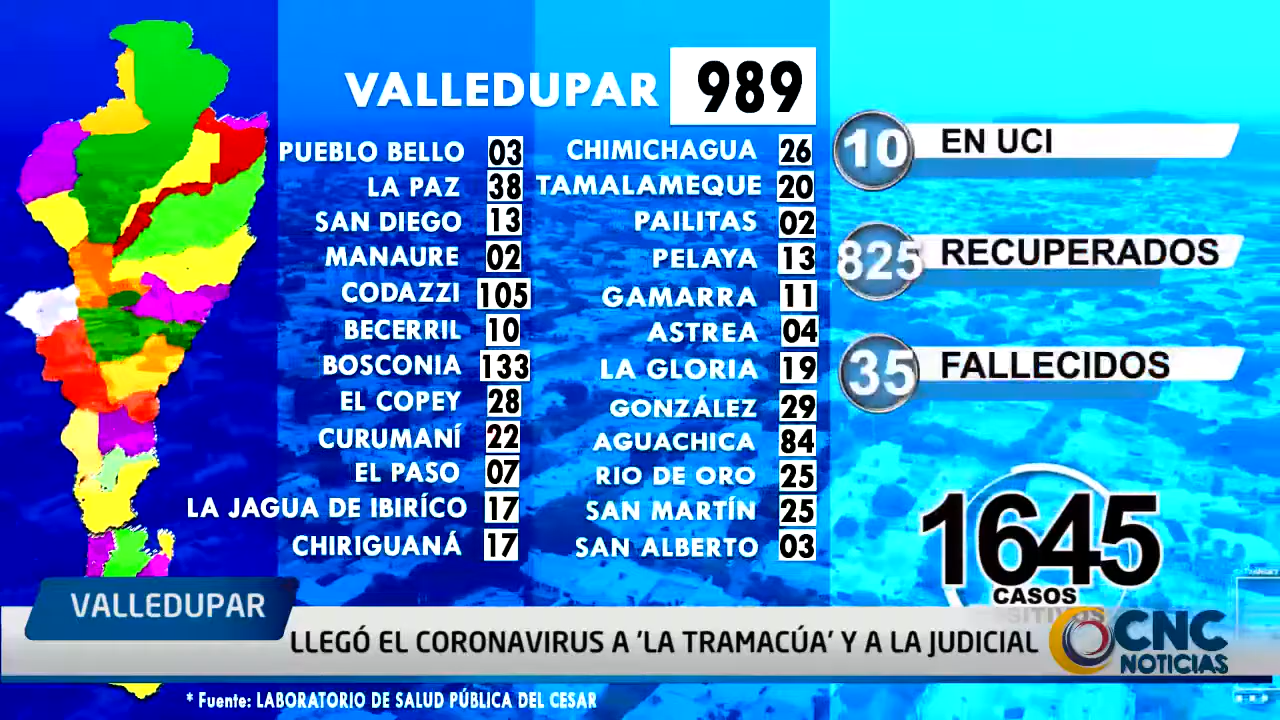 VALLEDUPAR 989
PUEBLO BELLO 03
LA PAZ 38
SAN DIEGO 13
MANAURE 02
CODAZZI 105
BECERRIL 10
BOSCONIA 133
EL COPEY 28
CURUMANÍ 22
EL PASO 07
LA JAGUA DE IBIRÍCO 17
CHIRIGUANÁ 17
CHIMICHAGUA 26
TAMALAMEQUE 20
PAILITAS 02
PELAYA 13
GAMARRA 11
ASTREA 04
LA GLORIA 19
GONZÁLEZ 29
AGUACHICA 84
RIO DE ORO 25
SAN MARTÍN 25
SAN ALBERTO 03
10 EN UCI
825 RECUPERADOS
35 FALLECIDOS
1645
CASOS
VALLEDUPAR
LLEGÓ EL CORONAVIRUS A 'LA TRAMACÚA' Y A LA JUDICIAL
CNC
NOTICIAS
* Fuente: LABORATORIO DE SALUD PÚBLICA DEL CESAR